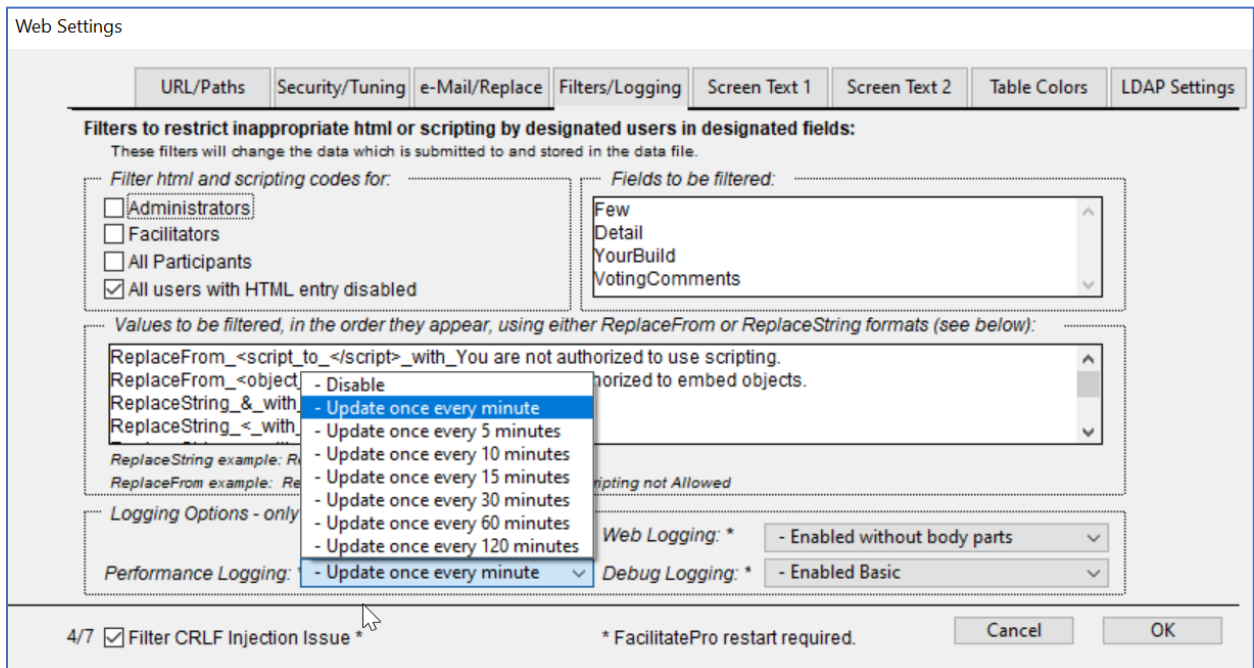 Web Settings
URL/Paths Security/Tuning e-Mail/Replace Filters/Logging Screen Text 1 Screen Text 2 Table Colors LDAP Settings
Filters to restrict inappropriate html or scripting by designated users in designated fields:
These filters will change the data which is submitted to and stored in the data file.
Filter html and scripting codes for:
Administrators
Facilitators
All Participants
All users with HTML entry disabled
Fields to be filtered:
Few
Detail
YourBuild
VotingComments
Values to be filtered, in the order they appear, using either ReplaceFrom or ReplaceString formats (see below):
ReplaceFrom_<script_to_</script>_with_You are not authorized to use scripting.
ReplaceFrom_<object_ to embed objects.
ReplaceString_&_with_
ReplaceString_<_with_
ReplaceString example:
ReplaceFrom example: not Allowed
- Disable
- Update once every minute
- Update once every 5 minutes
- Update once every 10 minutes
- Update once every 15 minutes
- Update once every 30 minutes
- Update once every 60 minutes
- Update once every 120 minutes
Logging Options - only
Web Logging: * - Enabled without body parts
Performance Logging: * - Update once every minute
Debug Logging: * - Enabled Basic
4/7 Filter CRLF Injection Issue *
* FacilitatePro restart required.
Cancel OK